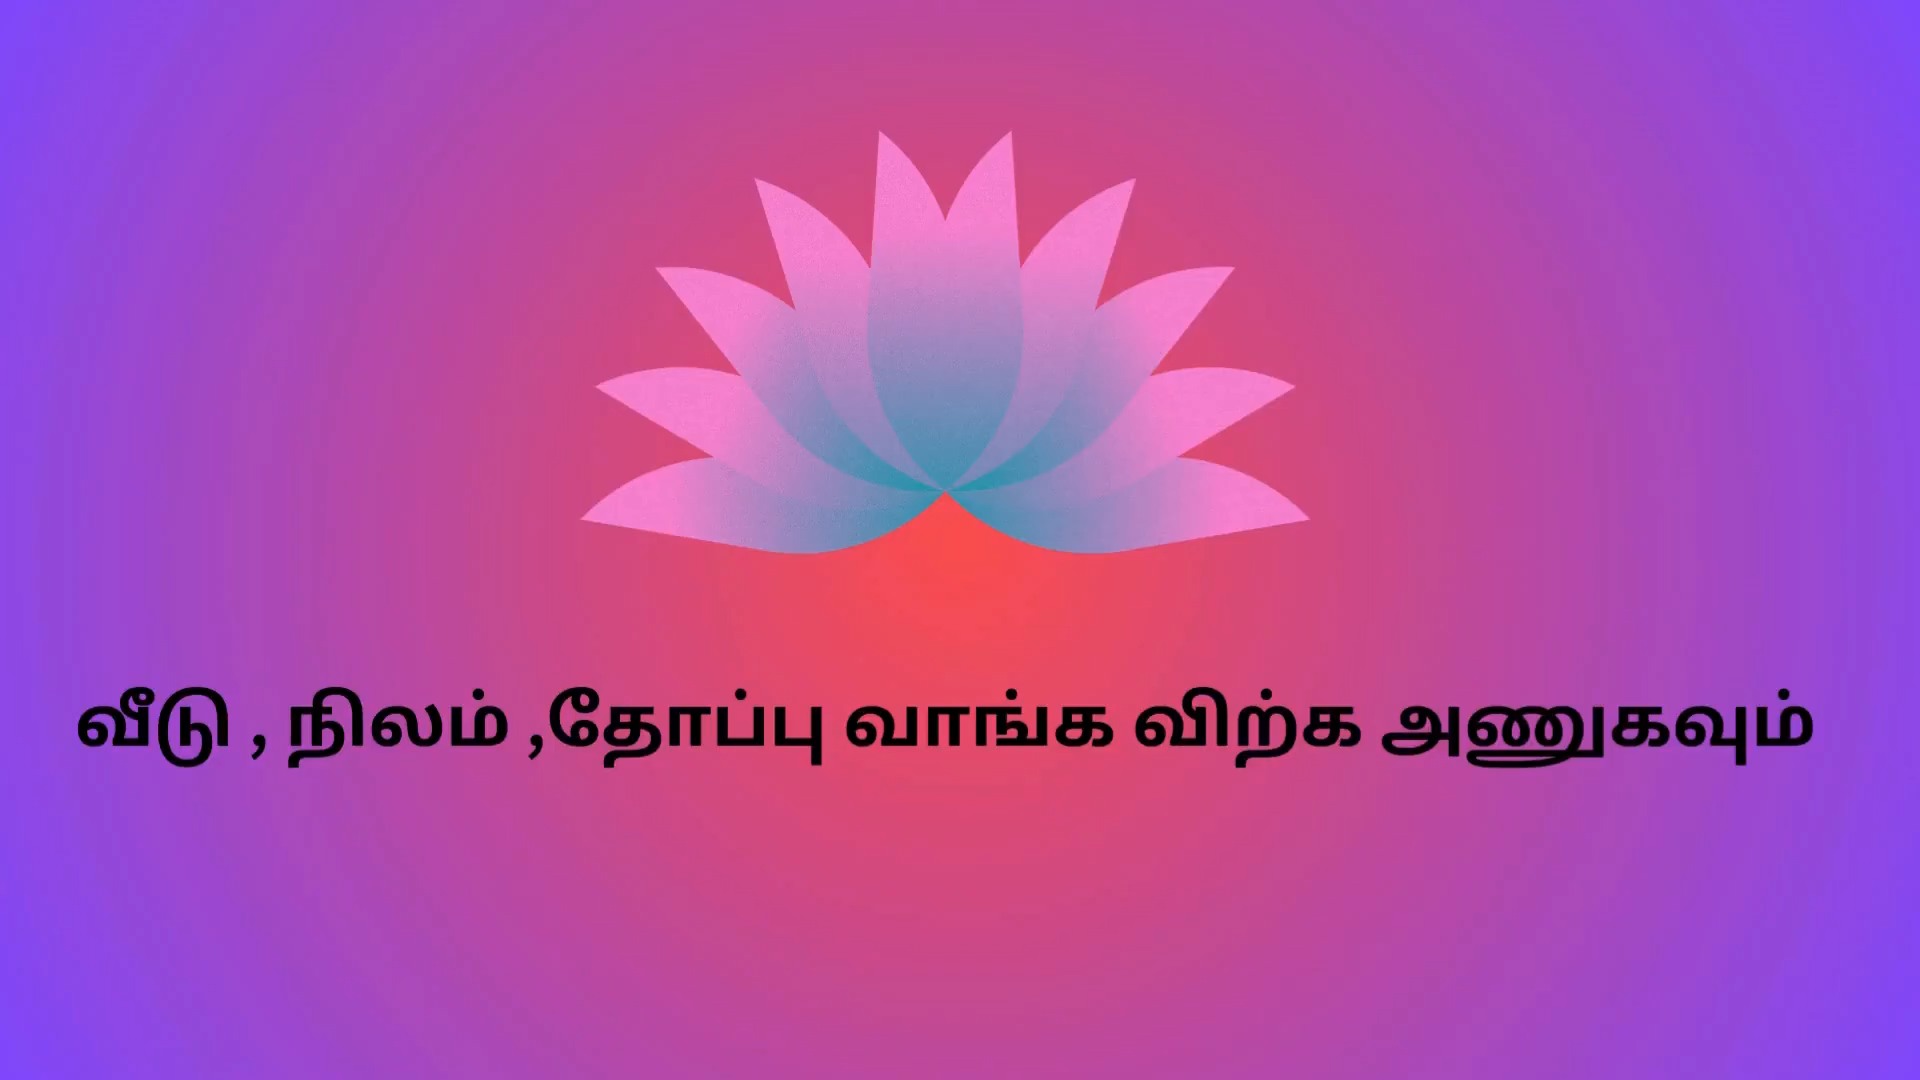 வீடு , நிலம் ,தோப்பு வாங்க விற்க அணுகவும்